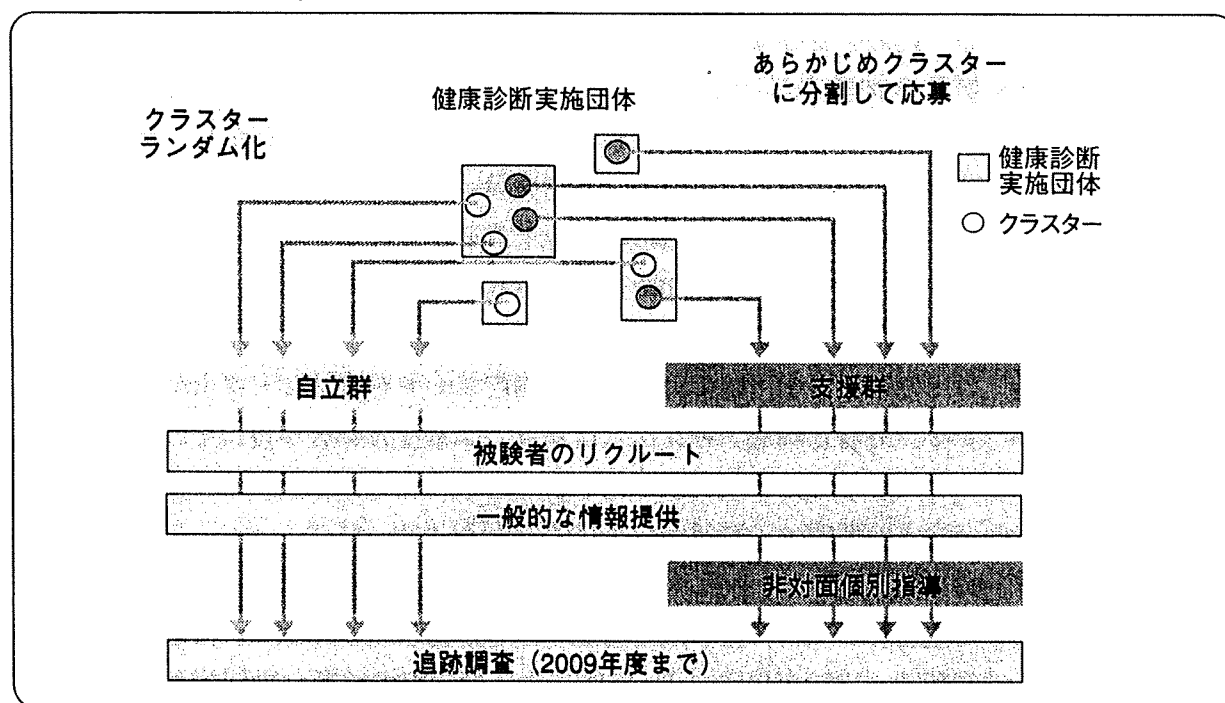 あらかじめクラスター
に分割して応募
健康診断実施団体
クラスター
ランダム化
健康診断
実施団体
クラスター
自立群
支援群
被験者のリクルート
一般的な情報提供
非対面個別指導
追跡調査（2009年度まで）